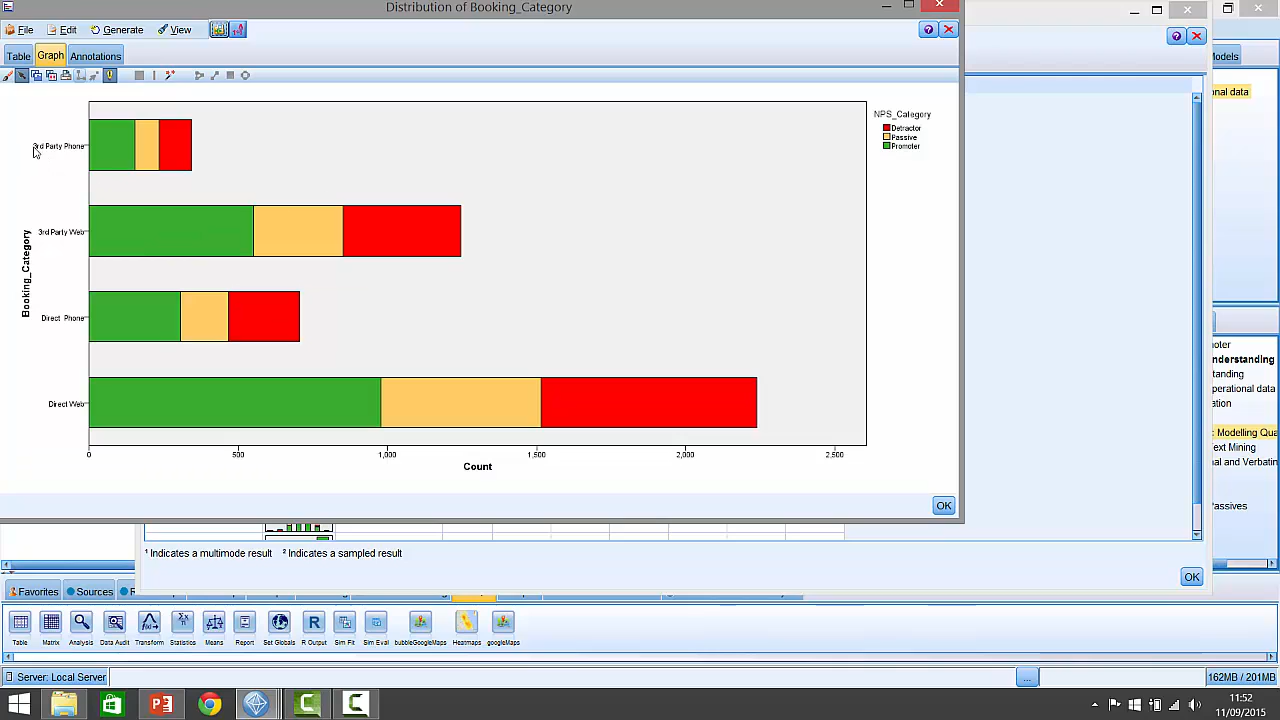 Distribution of Booking_Category
File Edit Generate View
Table Graph Annotations
Models
nal data
NPS_Category
Detractor
Passive
Promoter
3rd Party Phone
3rd Party Web
Booking_Category
Direct Phone
Direct Web
0 500 1,000 1,500 2,000 2,500
Count
OK
oter
nderstanding
tanding
perational data
ation
: Modelling Qua
Text Mining
nal and Verbatin
assives
¹ Indicates a multimode result ² Indicates a sampled result
OK
Favorites Sources R
Table Matrix Analysis Data Audit Transform Statistics Means Report Set Globals R Output Sim Fit Sim Eval bubbleGoogleMaps Heatmaps googleMaps
Server: Local Server ... 162MB / 201MB
11:52
11/09/2015